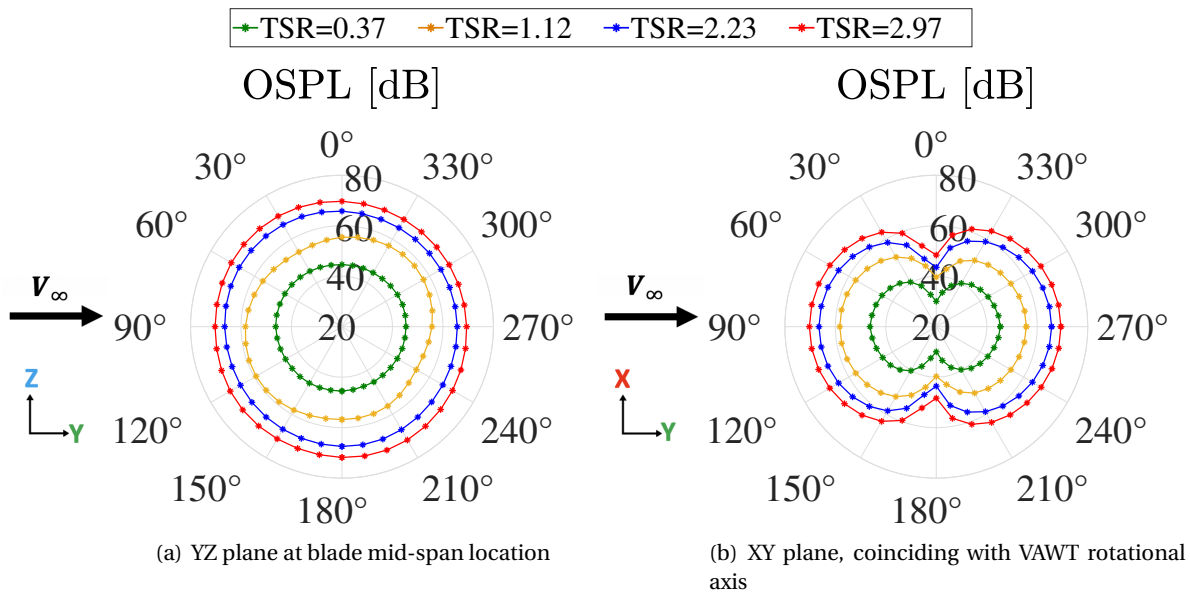 TSR=0.37 TSR=1.12 TSR=2.23 TSR=2.97
OSPL [dB] OSPL [dB]
0° 0°
30° 330° 30° 330°
80 80
60° 300° 60° 300°
60 60
40 40
V∞ V∞
90° 20 270° 90° 20 270°
Z X
Y Y
120° 240° 120° 240°
150° 210° 150° 210°
180° 180°
(a) YZ plane at blade mid-span location
(b) XY plane, coinciding with VAWT rotational
axis